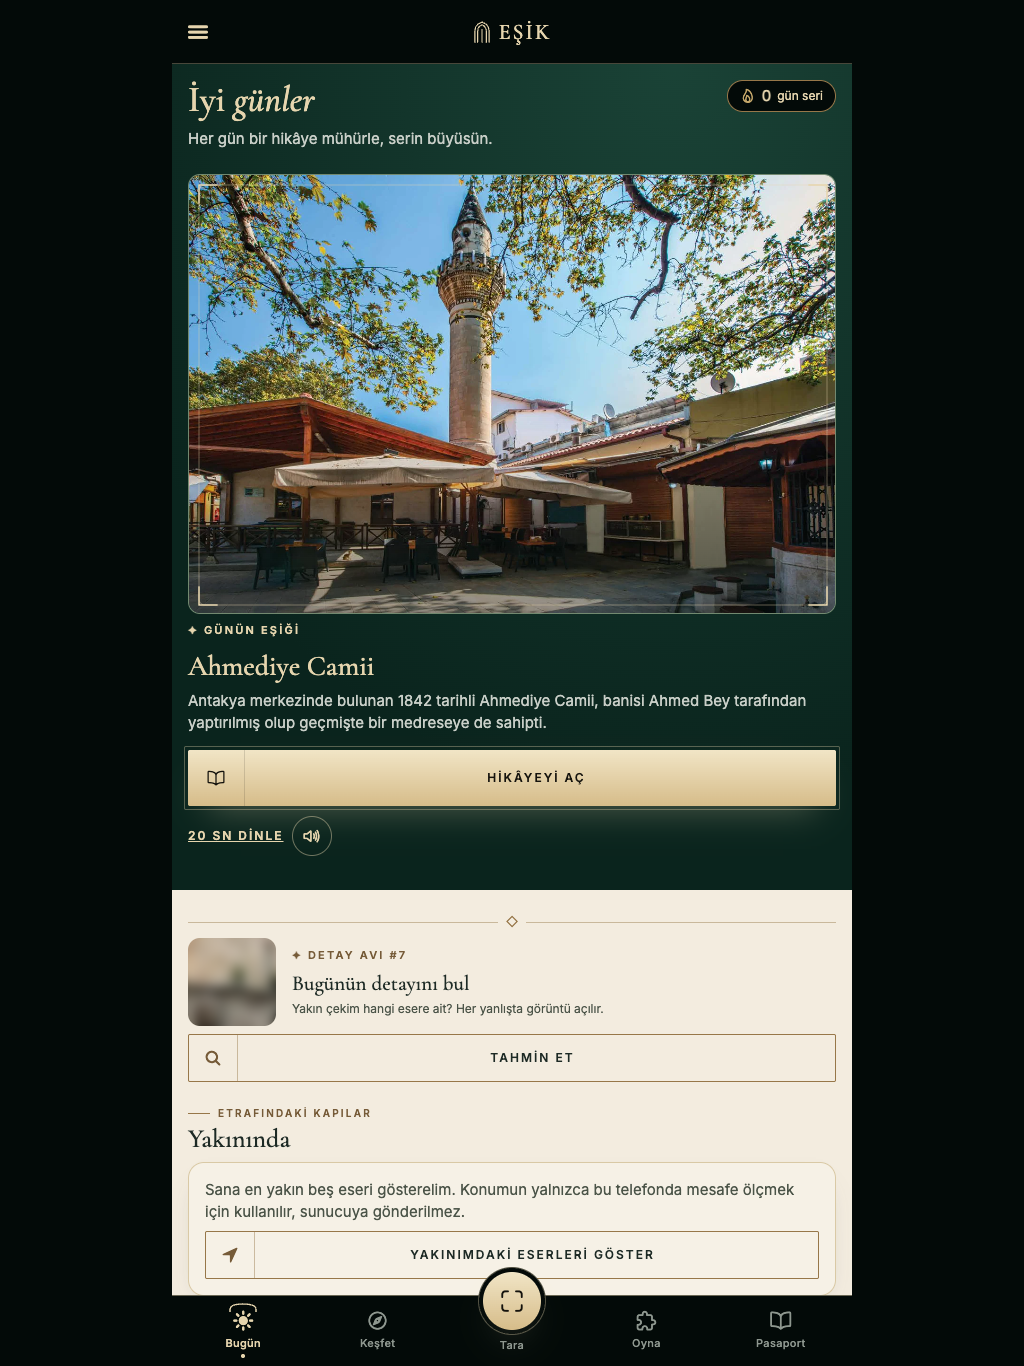 EŞİK
İyi günler
0 gün seri
Her gün bir hikâye mühürle, serin büyüsün.
✦ GÜNÜN EŞİĞİ
Ahmediye Camii
Antakya merkezinde bulunan 1842 tarihli Ahmediye Camii, banisi Ahmed Bey tarafından
yaptırılmış olup geçmişte bir medreseye de sahipti.
HİKÂYEYİ AÇ
20 SN DİNLE
✦ DETAY AVI #7
Bugünün detayını bul
Yakın çekim hangi esere ait? Her yanlışta görüntü açılır.
TAHMİN ET
ETRAFINDAKİ KAPILAR
Yakınında
Sana en yakın beş eseri gösterelim. Konumun yalnızca bu telefonda mesafe ölçmek
için kullanılır, sunucuya gönderilmez.
YAKINIMDAKİ ESERLERİ GÖSTER
Bugün
Keşfet
Tara
Oyna
Pasaport